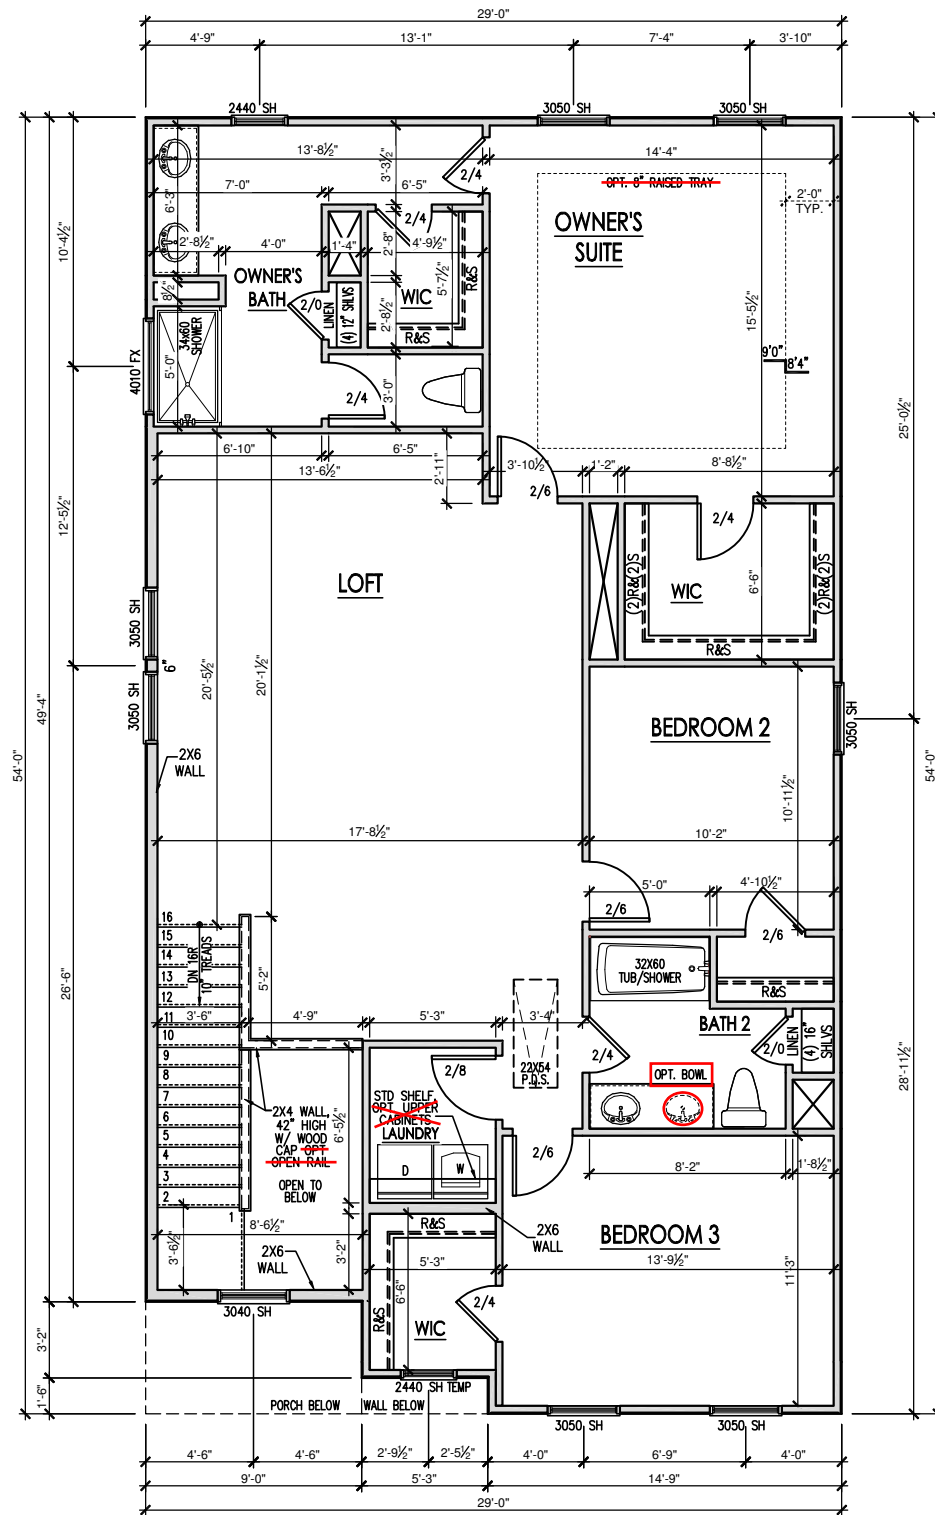 29'-0"
4'-9"
13'-1"
7'-4"
3'-10"
2440 SH
3050 SH
3050 SH
13'-8½"
3'-3½"
14'-4"
2/4
OPT. 8" RAISED TRAY
7'-0"
6'-5"
6'-3"
2'-0"
TYP.
2/4
OWNER'S
SUITE
10'-4½"
2'-8½"
4'-0"
1'-4"
2'-8"
4'-9½"
OWNER'S
BATH
5'-7½"
R&S
8½"
2/0
LINEN
(4) 12" SHLVS
WIC
2'-8½"
R&S
15'-5½"
34x60
SHOWER
5'-0"
4010 FX
9'0"
8'4"
3'-0"
2/4
25'-0½"
6'-10"
6'-5"
2'-11"
13'-6½"
3'-10½"
1'-2"
8'-8½"
2/6
2/4
12'-5½"
LOFT
(2)R&(2)S
WIC
6'-6"
(2)R&(2)S
R&S
3050 SH
6"
20'-5½"
20'-1½"
3050 SH
49'-4"
54'-0"
54'-0"
BEDROOM 2
3050 SH
2X6
WALL
10'-11½"
17'-8½"
10'-2"
5'-0"
4'-10½"
2/6
2/6
16
15
14
13
12
11
10
9
8
7
6
5
4
3
2
1
DN 16R
10" TREADS
5'-2"
26'-6"
32X60
TUB/SHOWER
R&S
3'-6"
4'-9"
5'-3"
3'-4"
BATH 2
2/4
2/0
LINEN
(4) 16"
SHLVS
28'-11½"
2/8
22X54
P.D.S.
OPT. BOWL
STD SHELF,
OPT. UPPER
CABINETS
LAUNDRY
2X4 WALL,
42" HIGH
W/ WOOD
CAP OPT
OPEN RAIL
6'-5½"
D
W
2/6
OPEN TO
BELOW
8'-2"
1'-8½"
8'-6½"
3'-6½"
3'-2"
2X6
WALL
R&S
2X6
WALL
BEDROOM 3
5'-3"
13'-9½"
11'-3"
6'-6"
R&S
2/4
WIC
3040 SH
3'-2"
1'-6"
2440 SH TEMP
PORCH BELOW
WALL BELOW
3050 SH
3050 SH
4'-6"
4'-6"
2'-9½"
2'-5½"
4'-0"
6'-9"
4'-0"
9'-0"
5'-3"
14'-9"
29'-0"